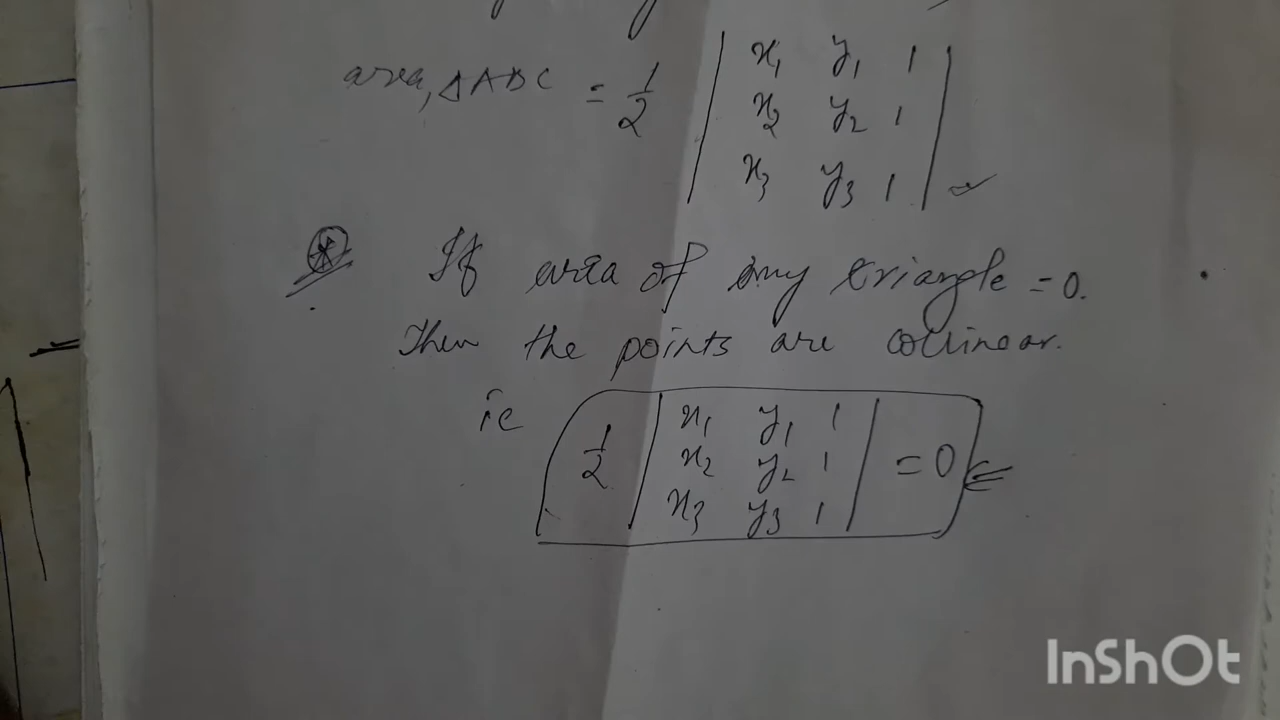 area, ΔABC = 1/2 | x₁ y₁ 1 |
| x₂ y₂ 1 |
| x₃ y₃ 1 |
* If area of any triangle = 0.
Then the points are collinear.
ie 1/2 | x₁ y₁ 1 |
| x₂ y₂ 1 | = 0
| x₃ y₃ 1 |
InShOt